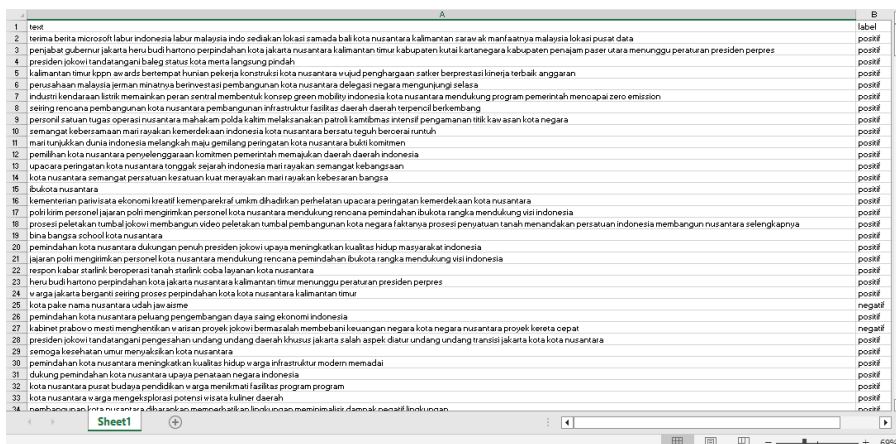 A B
1 text label
2 terima berita microsoft labur indonesia labur malaysia indo sediakan lokasi samada bali kota nusantara kalimantan sarawak manfaatnya malaysia lokasi pusat data positif
3 penjabat gubernur jakarta heru budi hartono perpindahan kota jakarta nusantara kalimantan timur kabupaten kutai kartanegara kabupaten penajam paser utara menunggu peraturan presiden perpres positif
4 presiden jokowi tandatangani baleg status kota merta langsung pindah positif
5 kalimantan timur kppn awards bertempat hunian pekerja konstruksi kota nusantara wujud penghargaan satker berprestasi kinerja terbaik anggaran positif
6 perusahaan malaysia jerman minatnya berinvestasi pembangunan kota nusantara delegasi negara mengunjungi selasa positif
7 industri kendaraan listrik memainkan peran sentral membentuk konsep green mobility indonesia kota nusantara mendukung program pemerintah mencapai zero emission positif
8 seiring rencana pembangunan kota nusantara pembangunan infrastruktur fasilitas daerah daerah terpencil berkembang positif
9 personil satuan tugas operasi nusantara mahakam polda kaltim melaksanakan patroli kamtibmas intensif pengamanan titik kawasan kota negara positif
10 semangat kebersamaan mari rayakan kemerdekaan indonesia kota nusantara bersatu teguh bercerai runtuh positif
11 mari tunjukkan dunia indonesia melangkah maju gemilang peringatan kota nusantara bukti komitmen positif
12 pemilihan kota nusantara penyelenggaraan komitmen pemerintah memajukan daerah daerah indonesia positif
13 upacara peringatan kota nusantara tonggak sejarah indonesia mari rayakan semangat kebangsaan positif
14 kota nusantara semangat persatuan kesatuan kuat merayakan mari rayakan kebesaran bangsa positif
15 ibukota nusantara positif
16 kementerian pariwisata ekonomi kreatif kemenparekraf umkm dihadirkan perhelatan upacara peringatan kemerdekaan kota nusantara positif
17 polri kirim personel jajaran polri mengirimkan personel kota nusantara mendukung rencana pemindahan ibukota rangka mendukung visi indonesia positif
18 prosesi peletakan tumbal jokowi membangun video peletakan tumbal pembangunan kota negara faktanya prosesi penyatuan tanah menandakan persatuan indonesia membangun nusantara selengkapnya positif
19 bina bangsa school kota nusantara positif
20 pemindahan kota nusantara dukungan penuh presiden jokowi upaya meningkatkan kualitas hidup masyarakat indonesia positif
21 jajaran polri mengirimkan personel kota nusantara mendukung rencana pemindahan ibukota rangka mendukung visi indonesia positif
22 respon kabar starlink beroperasi tanah starlink coba layanan kota nusantara positif
23 heru budi hartono perpindahan kota jakarta nusantara kalimantan timur menunggu peraturan presiden perpres positif
24 warga jakarta berganti seiring proses perpindahan kota kota nusantara kalimantan timur positif
25 kota pake nama nusantara udah jawaisme negatif
26 pemindahan kota nusantara peluang pengembangan daya saing ekonomi indonesia positif
27 kabinet prabowo mesti menghentikan warisan proyek jokowi bermasalah membebani keuangan negara kota negara nusantara proyek kereta cepat negatif
28 presiden jokowi tandatangani pengesahan undang undang daerah khusus jakarta salah aspek diatur undang undang transisi jakarta kota kota nusantara positif
29 semoga kesehatan umur menyaksikan kota nusantara positif
30 pemindahan kota nusantara meningkatkan kualitas hidup warga infrastruktur modern memadai positif
31 dukung pemindahan kota nusantara upaya penataan negara indonesia positif
32 kota nusantara pusat budaya pendidikan warga menikmati fasilitas program program positif
33 kota nusantara warga mengeksplorasi potensi wisata kuliner daerah positif
34 pembangunan kota nusantara diharapkan memperhatikan lingkungan meminimalisir dampak negatif lingkungan positif
Sheet1